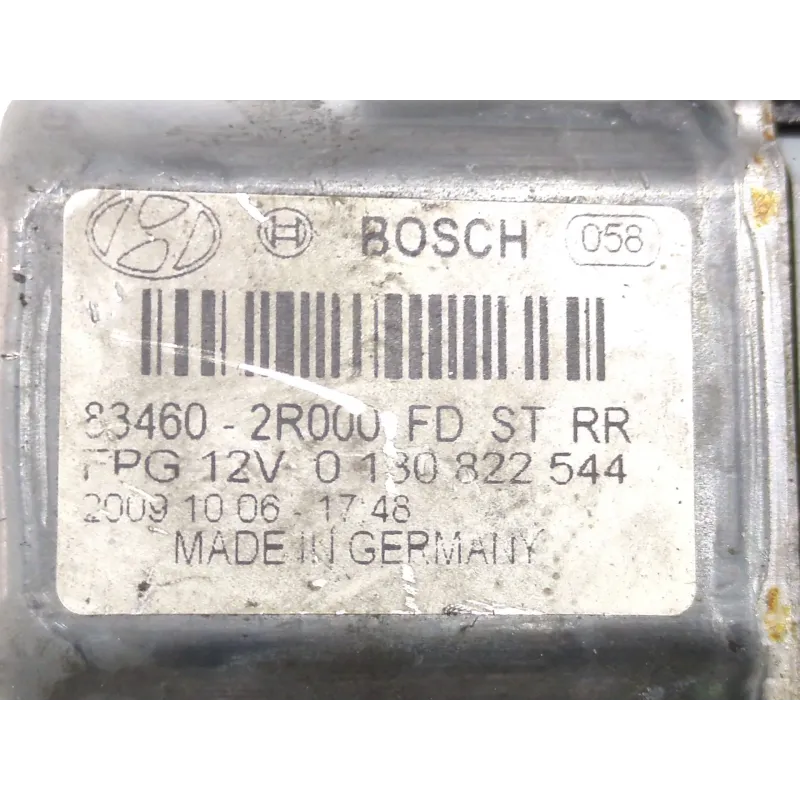 BOSCH 058
83460 - 2R000 FD ST RR
FPG 12V 0 130 822 544
2009 10 06 - 17:48
MADE IN GERMANY